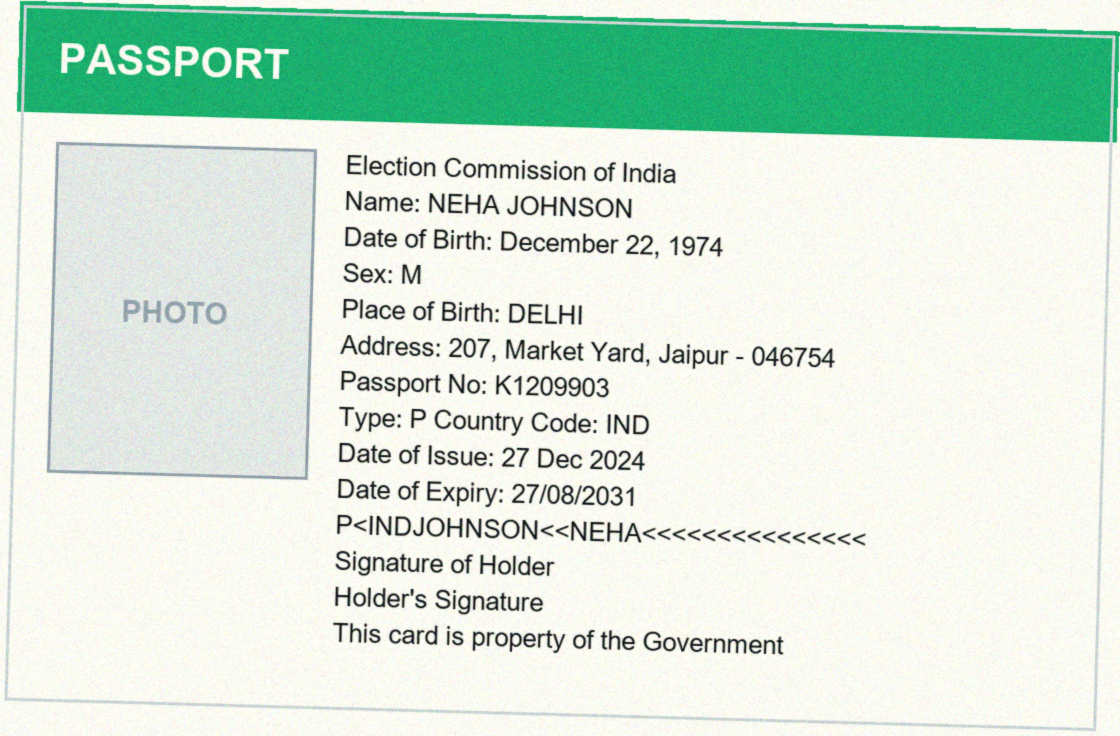 PASSPORT
PHOTO
Election Commission of India
Name: NEHA JOHNSON
Date of Birth: December 22, 1974
Sex: M
Place of Birth: DELHI
Address: 207, Market Yard, Jaipur - 046754
Passport No: K1209903
Type: P Country Code: IND
Date of Issue: 27 Dec 2024
Date of Expiry: 27/08/2031
P<INDJOHNSON<<NEHA<<<<<<<<<<<<<<<
Signature of Holder
Holder's Signature
This card is property of the Government